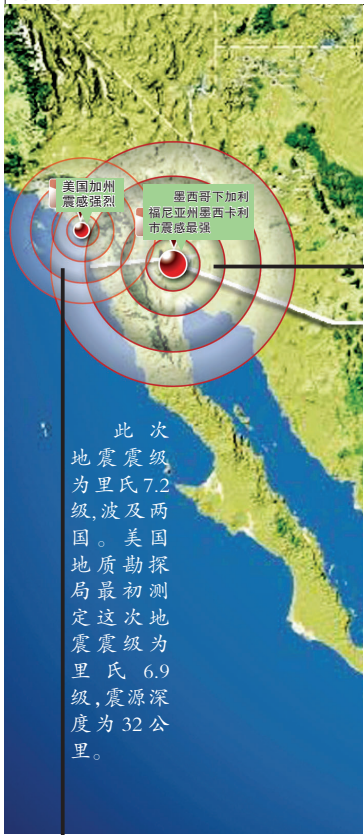 美国加州
震感强烈
墨西哥下加利
福尼亚州墨西卡利
市震感最强
此次
地震震级
为里氏7.2
级,波及两
国。美国
地质勘探
局最初测
定这次地
震震级为
里氏6.9
级,震源深
度为32公
里。